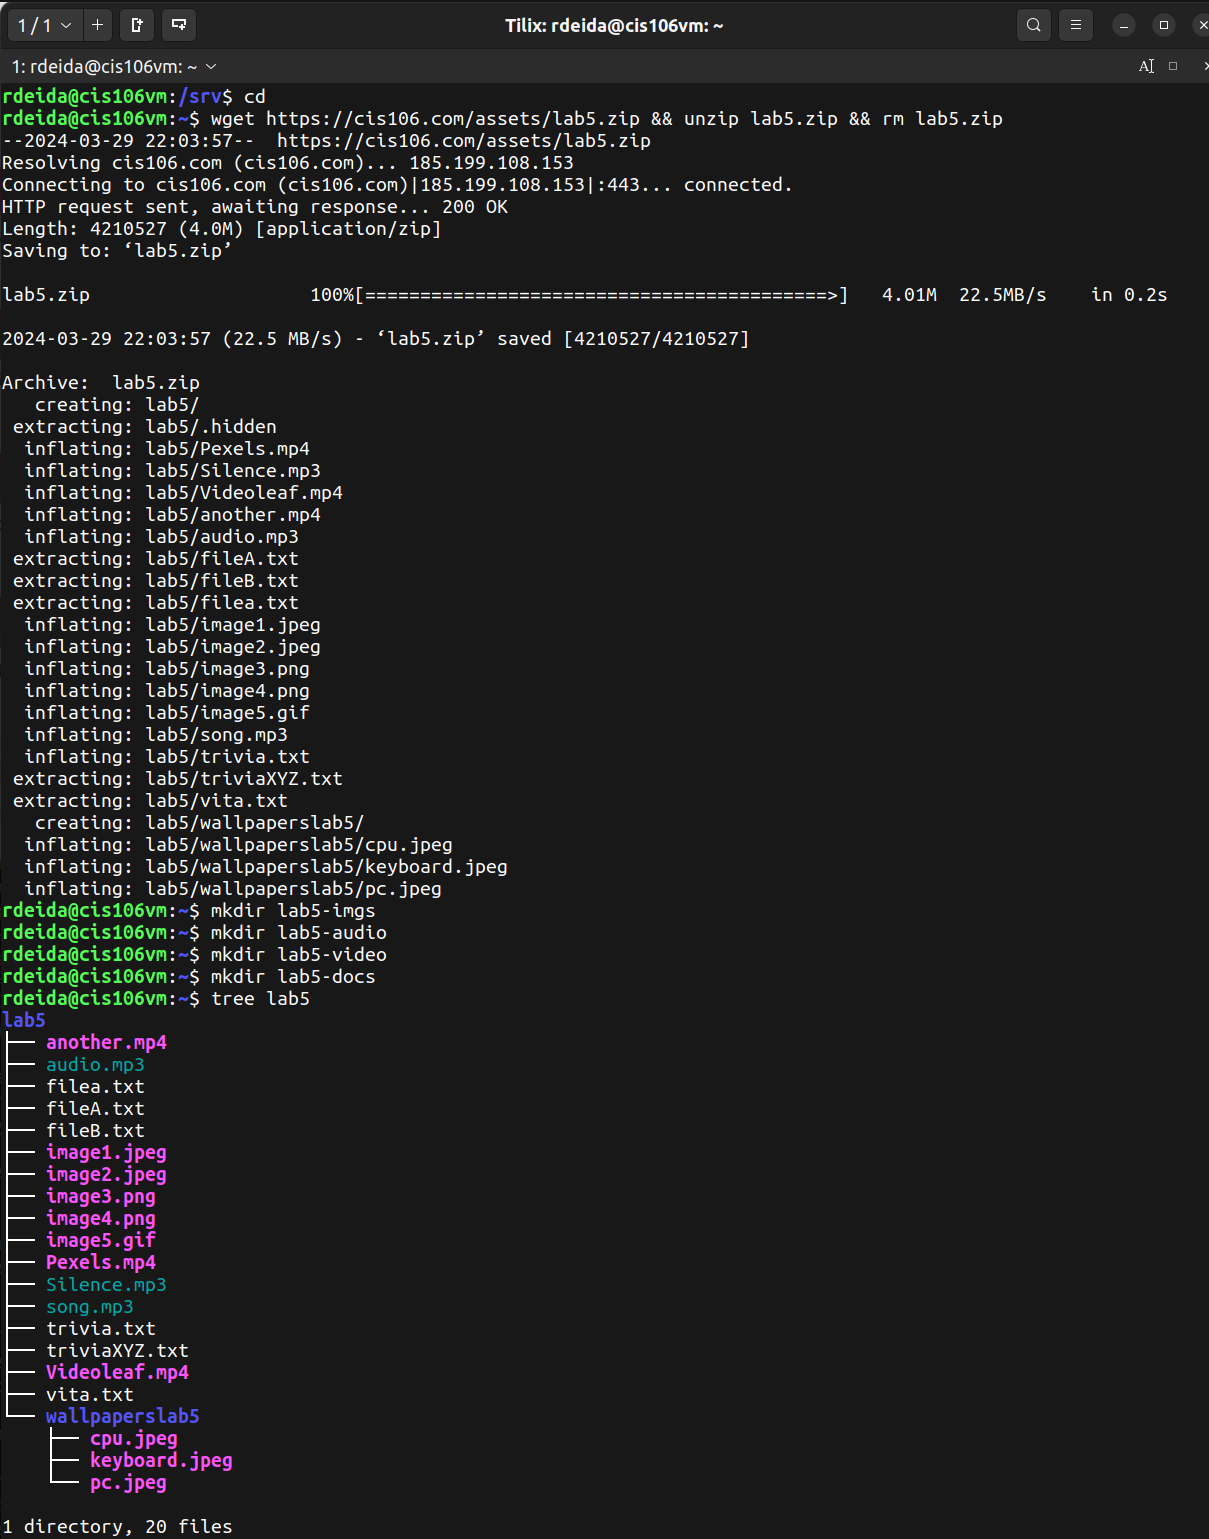 1 / 1
Tilix: rdeida@cis106vm: ~
1: rdeida@cis106vm: ~
rdeida@cis106vm:/srv$ cd
rdeida@cis106vm:~$ wget https://cis106.com/assets/lab5.zip && unzip lab5.zip && rm lab5.zip
--2024-03-29 22:03:57--  https://cis106.com/assets/lab5.zip
Resolving cis106.com (cis106.com)... 185.199.108.153
Connecting to cis106.com (cis106.com)|185.199.108.153|:443... connected.
HTTP request sent, awaiting response... 200 OK
Length: 4210527 (4.0M) [application/zip]
Saving to: ‘lab5.zip’
lab5.zip                    100%[==========================================>]   4.01M  22.5MB/s    in 0.2s
2024-03-29 22:03:57 (22.5 MB/s) - ‘lab5.zip’ saved [4210527/4210527]
Archive:  lab5.zip
   creating: lab5/
 extracting: lab5/.hidden
  inflating: lab5/Pexels.mp4
  inflating: lab5/Silence.mp3
  inflating: lab5/Videoleaf.mp4
  inflating: lab5/another.mp4
  inflating: lab5/audio.mp3
 extracting: lab5/fileA.txt
 extracting: lab5/fileB.txt
 extracting: lab5/filea.txt
  inflating: lab5/image1.jpeg
  inflating: lab5/image2.jpeg
  inflating: lab5/image3.png
  inflating: lab5/image4.png
  inflating: lab5/image5.gif
  inflating: lab5/song.mp3
  inflating: lab5/trivia.txt
 extracting: lab5/triviaXYZ.txt
 extracting: lab5/vita.txt
   creating: lab5/wallpaperslab5/
  inflating: lab5/wallpaperslab5/cpu.jpeg
  inflating: lab5/wallpaperslab5/keyboard.jpeg
  inflating: lab5/wallpaperslab5/pc.jpeg
rdeida@cis106vm:~$ mkdir lab5-imgs
rdeida@cis106vm:~$ mkdir lab5-audio
rdeida@cis106vm:~$ mkdir lab5-video
rdeida@cis106vm:~$ mkdir lab5-docs
rdeida@cis106vm:~$ tree lab5
lab5
├── another.mp4
├── audio.mp3
├── filea.txt
├── fileA.txt
├── fileB.txt
├── image1.jpeg
├── image2.jpeg
├── image3.png
├── image4.png
├── image5.gif
├── Pexels.mp4
├── Silence.mp3
├── song.mp3
├── trivia.txt
├── triviaXYZ.txt
├── Videoleaf.mp4
├── vita.txt
└── wallpaperslab5
    ├── cpu.jpeg
    ├── keyboard.jpeg
    └── pc.jpeg
1 directory, 20 files